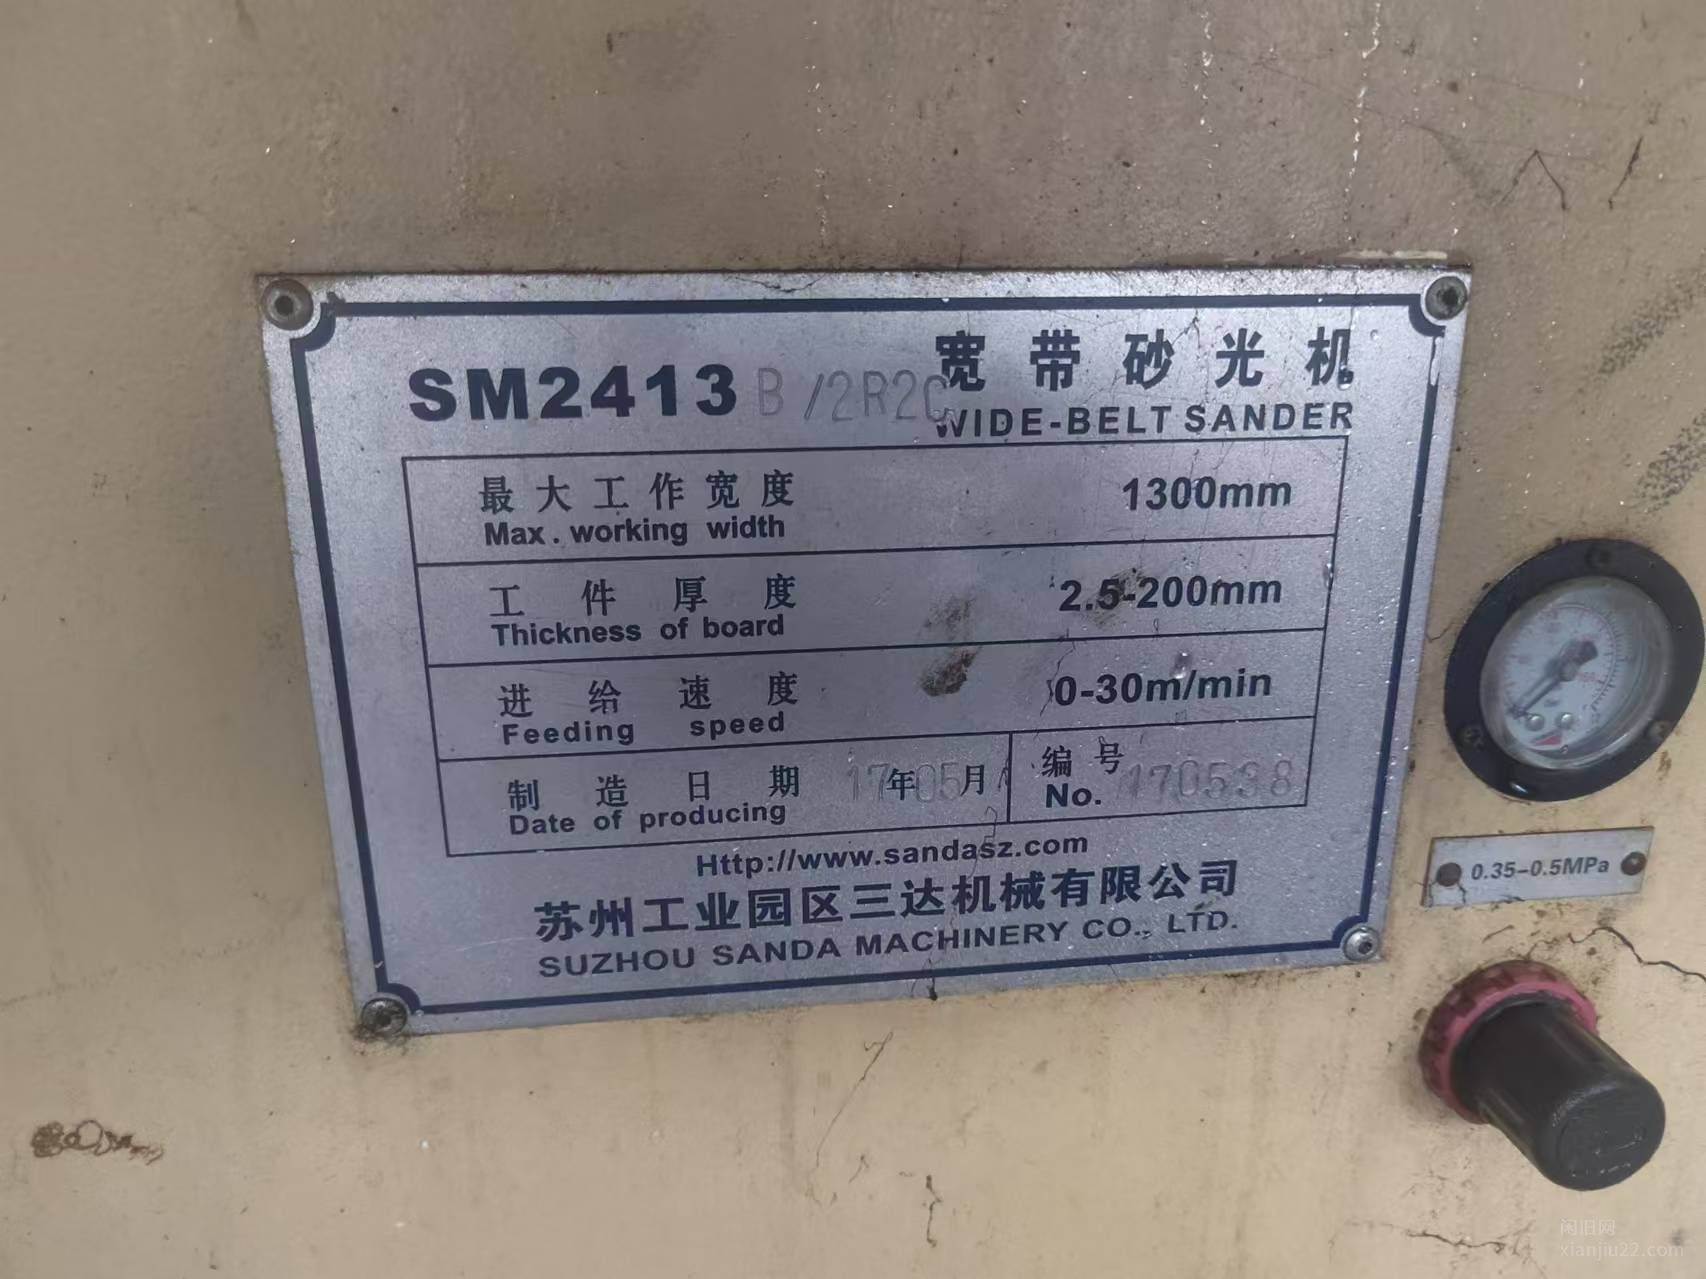 SM2413B/2R2C 宽带砂光机
WIDE-BELT SANDER
最大工作宽度 1300mm
Max. working width
工件厚度 2.5-200mm
Thickness of board
进给速度 0-30m/min
Feeding speed
制造日期 17年05月 编号 170538
Date of producing No.
Http://www.sandasz.com
苏州工业园区三达机械有限公司
SUZHOU SANDA MACHINERY CO., LTD.
0.35-0.5MPa
闲旧网
xianjiu22.com